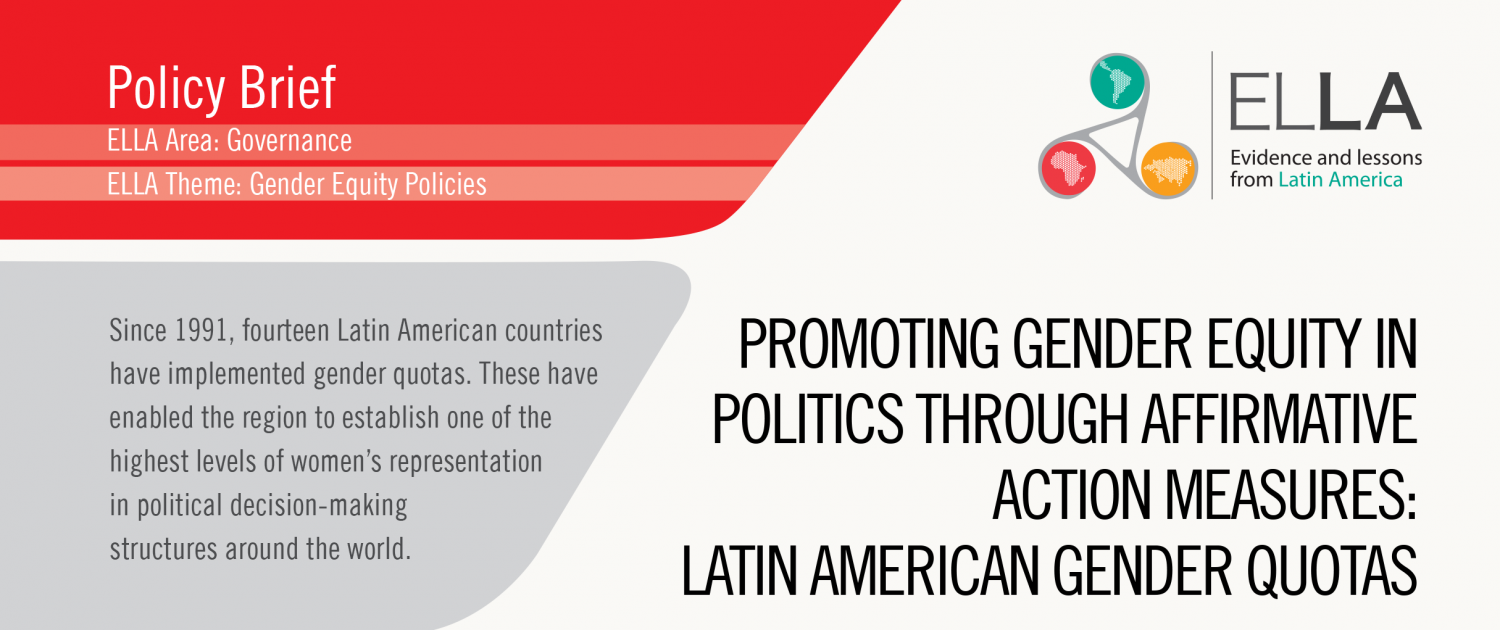 Policy Brief
ELLA Area: Governance
ELLA Theme: Gender Equity Policies
ELLA
Evidence and lessons
from Latin America
Since 1991, fourteen Latin American countries
have implemented gender quotas. These have
enabled the region to establish one of the
highest levels of women’s representation
in political decision-making
structures around the world.
PROMOTING GENDER EQUITY IN
POLITICS THROUGH AFFIRMATIVE
ACTION MEASURES:
LATIN AMERICAN GENDER QUOTAS